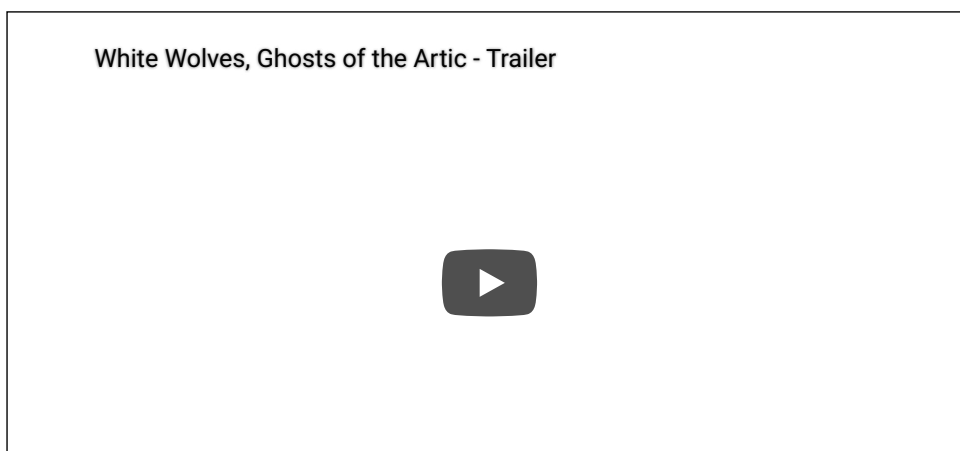 White Wolves, Ghosts of the Artic - Trailer